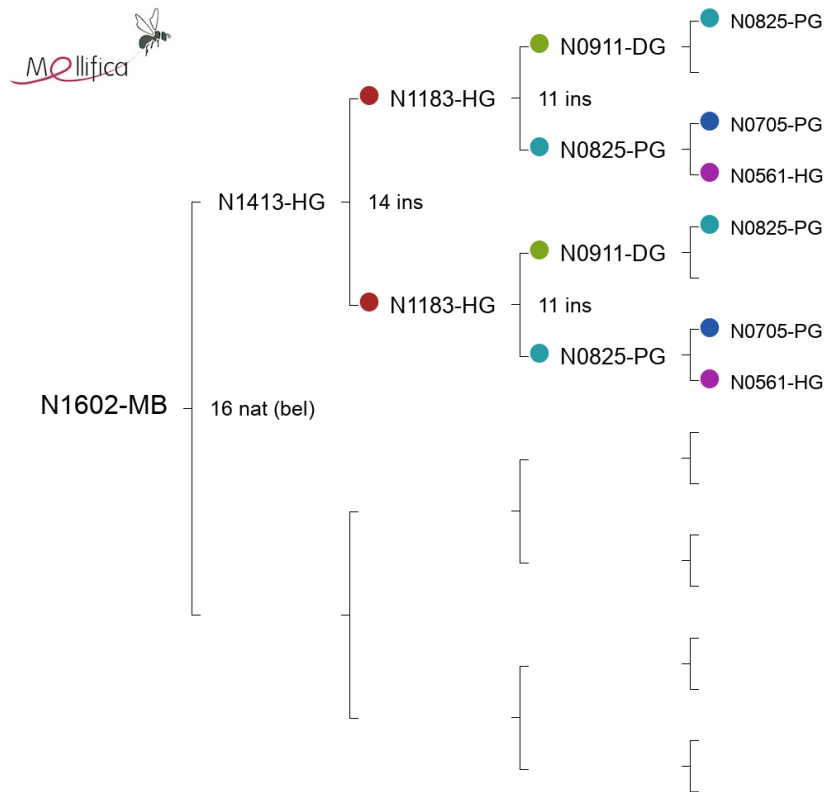 Mellifica
N0825-PG
N0911-DG
N1183-HG
11 ins
N0705-PG
N0825-PG
N0561-HG
N1413-HG
14 ins
N0825-PG
N0911-DG
N1183-HG
11 ins
N0705-PG
N0825-PG
N0561-HG
N1602-MB
16 nat (bel)